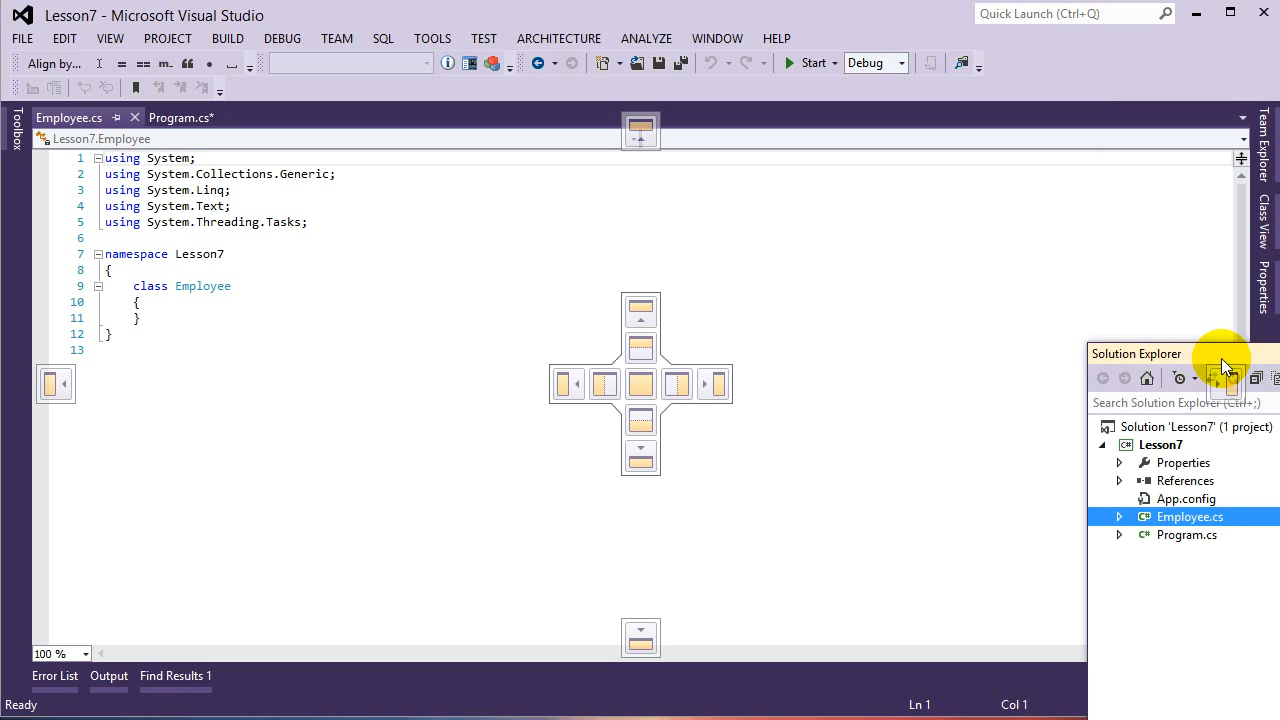 Lesson7 - Microsoft Visual Studio
Quick Launch (Ctrl+Q)
FILE EDIT VIEW PROJECT BUILD DEBUG TEAM SQL TOOLS TEST ARCHITECTURE ANALYZE WINDOW HELP
Align by... Start Debug
Employee.cs Program.cs*
Lesson7.Employee
1 using System;
2 using System.Collections.Generic;
3 using System.Linq;
4 using System.Text;
5 using System.Threading.Tasks;
6
7 namespace Lesson7
8 {
9 class Employee
10 {
11 }
12 }
13
Toolbox
Team Explorer
Class View
Properties
Solution Explorer
Search Solution Explorer (Ctrl+;)
Solution 'Lesson7' (1 project)
Lesson7
Properties
References
App.config
Employee.cs
Program.cs
100 %
Error List Output Find Results 1
Ready Ln 1 Col 1